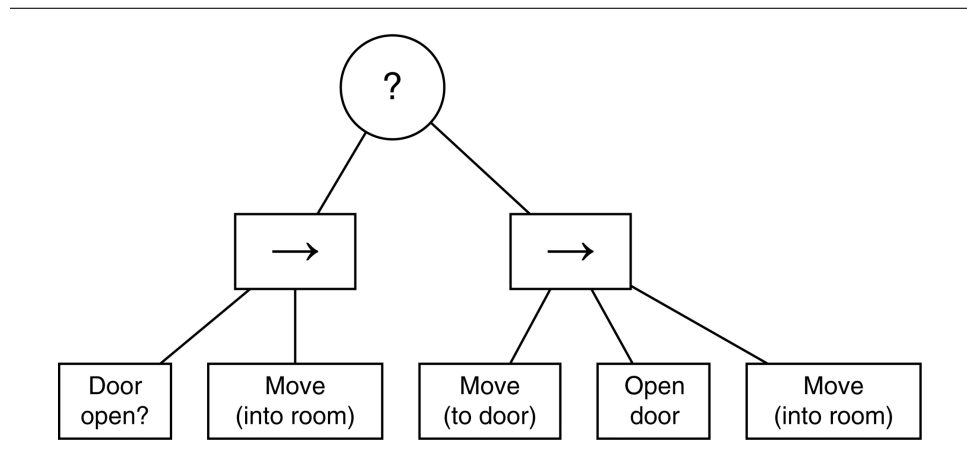 ?
→
→
Door
open?
Move
(into room)
Move
(to door)
Open
door
Move
(into room)